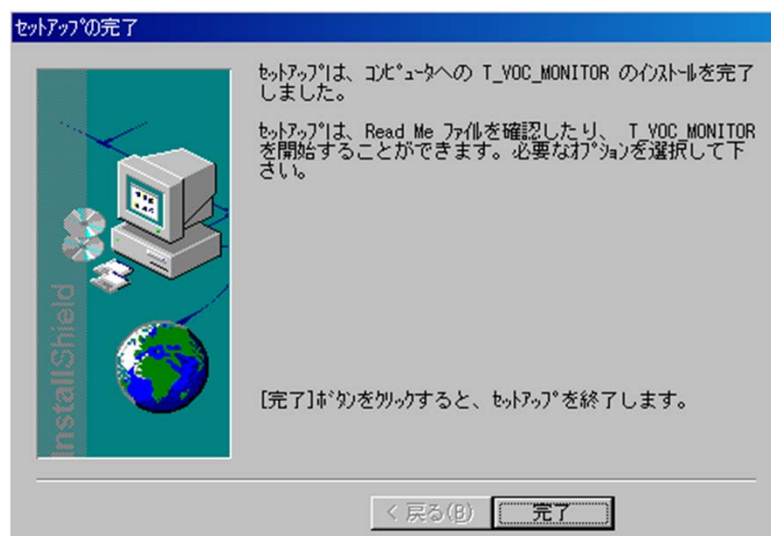 セットアップの完了
セットアップは、コンピュータへの T_VOC_MONITOR のインストールを完了
しました。
セットアップは、Read Me ファイルを確認したり、 T_VOC_MONITOR
を開始することができます。必要なオプションを選択して下
さい。
InstallShield
[完了]ボタンをクリックすると、セットアップを終了します。
< 戻る(B)
完了